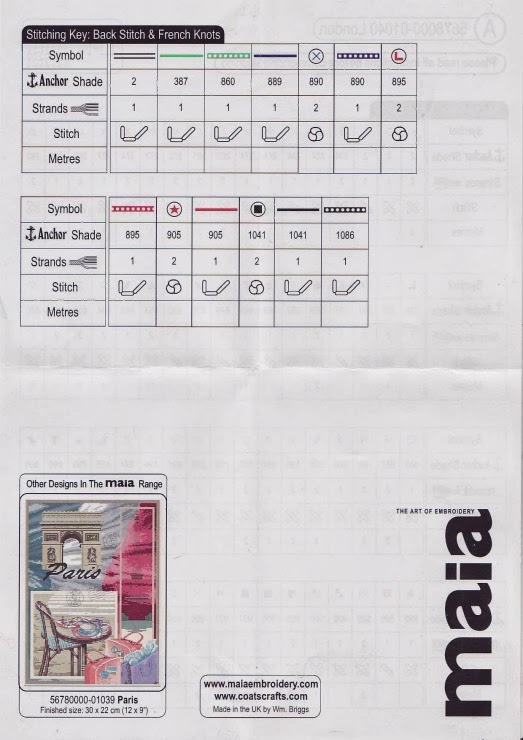 Stitching Key: Back Stitch & French Knots
Symbol
Anchor Shade 2 387 860 889 890 890 895
Strands 1 1 1 1 2 1 2
Stitch
Metres
Symbol
Anchor Shade 895 905 905 1041 1041 1086
Strands 1 2 1 2 1 1
Stitch
Metres
Other Designs In The maia Range
Paris
56780000-01039 Paris
Finished size: 30 x 22 cm (12 x 9")
www.maiaembroidery.com
www.coatscrafts.com
Made in the UK by Wm. Briggs
THE ART OF EMBROIDERY
maia